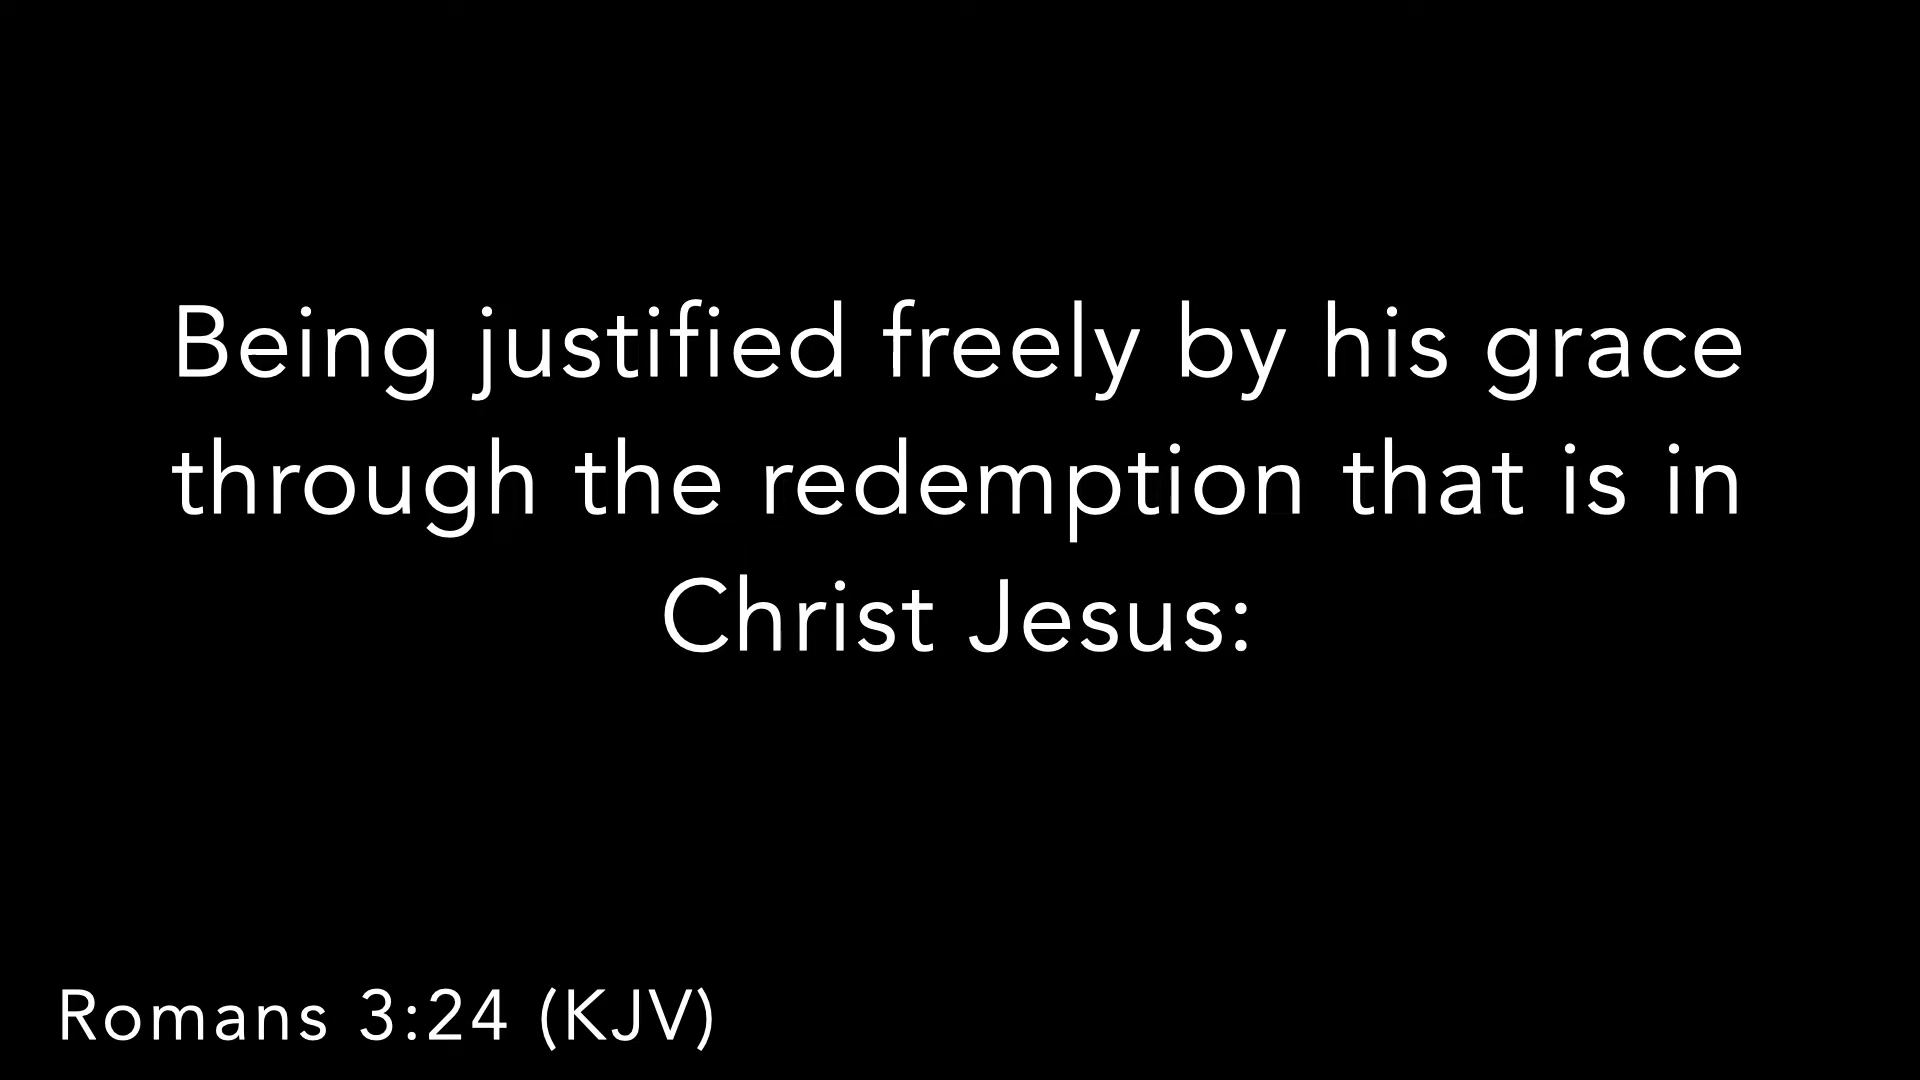 Being justified freely by his grace
through the redemption that is in
Christ Jesus:
Romans 3:24 (KJV)